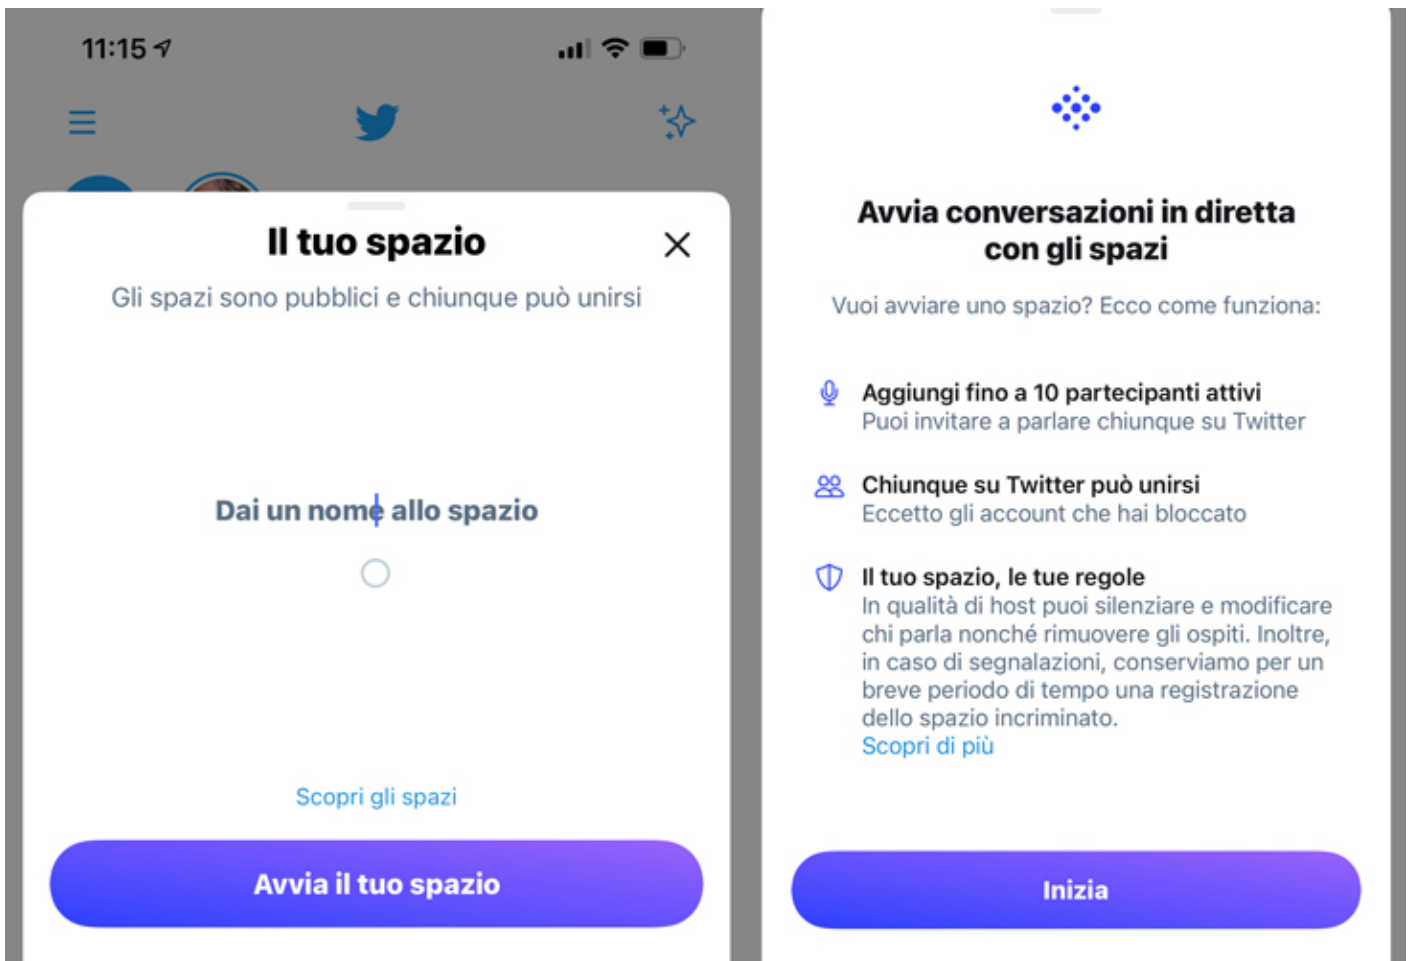 11:15
Il tuo spazio
Gli spazi sono pubblici e chiunque può unirsi
Dai un nome allo spazio
Scopri gli spazi
Avvia il tuo spazio
Avvia conversazioni in diretta
con gli spazi
Vuoi avviare uno spazio? Ecco come funziona:
Aggiungi fino a 10 partecipanti attivi
Puoi invitare a parlare chiunque su Twitter
Chiunque su Twitter può unirsi
Eccetto gli account che hai bloccato
Il tuo spazio, le tue regole
In qualità di host puoi silenziare e modificare
chi parla nonché rimuovere gli ospiti. Inoltre,
in caso di segnalazioni, conserviamo per un
breve periodo di tempo una registrazione
dello spazio incriminato.
Scopri di più
Inizia